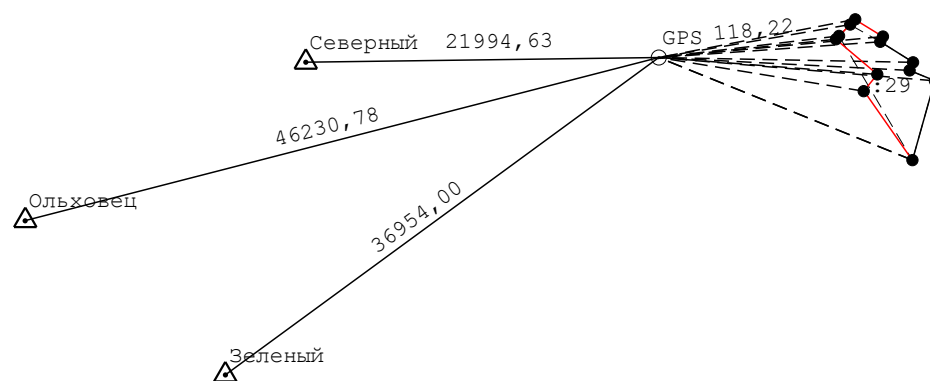 GPS 118,22
Северный 21994,63
:29
46230,78
Ольховец
36954,00
Зеленый